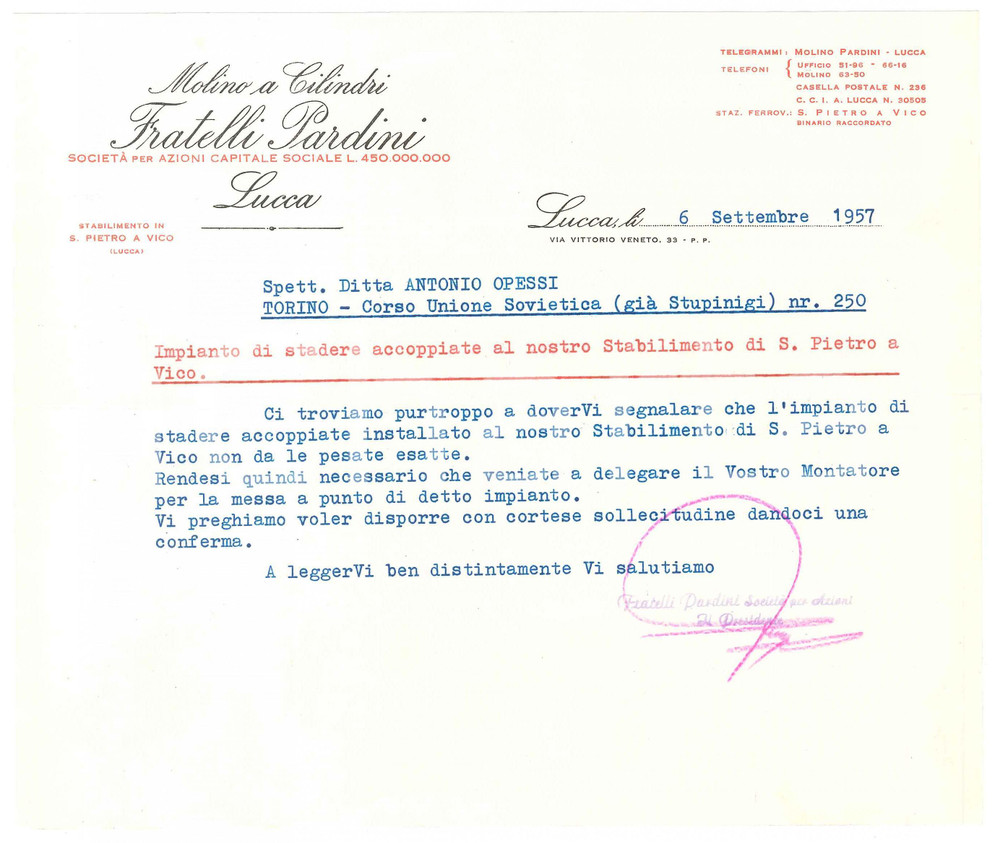 Molino a Cilindri
Fratelli Pardini
SOCIETÀ PER AZIONI CAPITALE SOCIALE L. 450.000.000
Lucca
STABILIMENTO IN
S. PIETRO A VICO
(LUCCA)
TELEGRAMMI: MOLINO PARDINI - LUCCA
TELEFONI { UFFICIO 51-96 - 66-16
MOLINO 63-50
CASELLA POSTALE N. 236
C. C. I. A. LUCCA N. 30505
STAZ. FERROV.: S. PIETRO A VICO
BINARIO RACCORDATO
Lucca, li 6 Settembre 1957
VIA VITTORIO VENETO, 33 - P. P.
Spett. Ditta ANTONIO OPESSI
TORINO - Corso Unione Sovietica (già Stupinigi) nr. 250
Impianto di stadere accoppiate al nostro Stabilimento di S. Pietro a
Vico.
Ci troviamo purtroppo a doverVi segnalare che l'impianto di
stadere accoppiate installato al nostro Stabilimento di S. Pietro a
Vico non da le pesate esatte.
Rendesi quindi necessario che veniate a delegare il Vostro Montatore
per la messa a punto di detto impianto.
Vi preghiamo voler disporre con cortese sollecitudine dandoci una
conferma.
A leggerVi ben distintamente Vi salutiamo
Fratelli Pardini Società per Azioni
Il Presidente